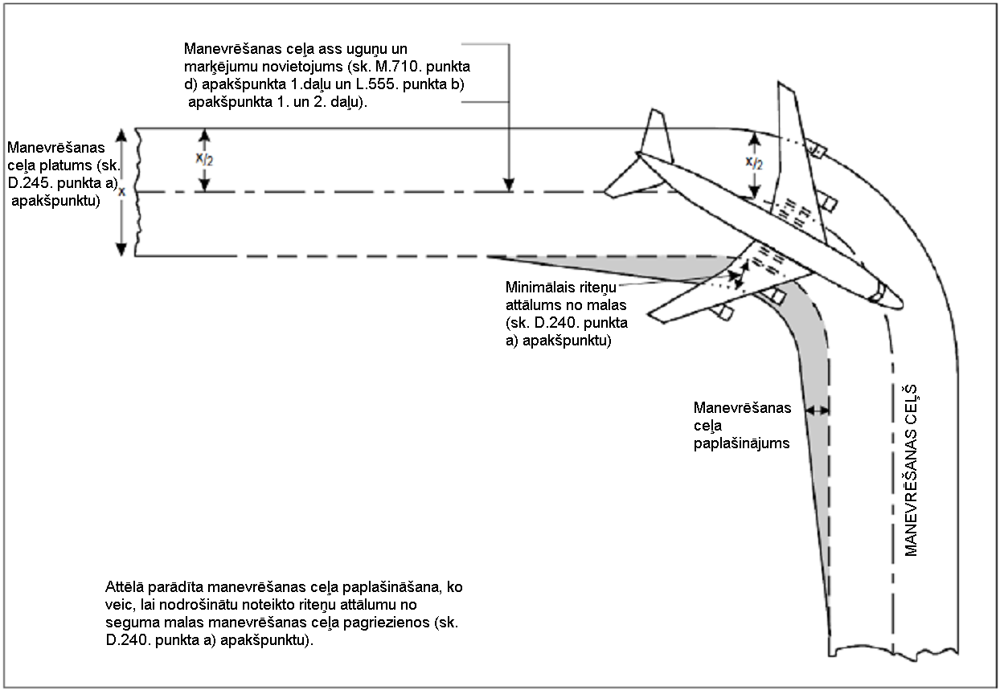 Manevrēšanas ceļa ass uguņu un
marķējumu novietojums (sk. M.710. punkta
d) apakšpunkta 1.daļu un L.555. punkta b)
apakšpunkta 1. un 2. daļu).
Manevrēšanas
ceļa platums (sk.
D.245. punkta a)
apakšpunktu)
x
x/2
x/2
Minimālais riteņu
attālums no malas
(sk. D.240. punkta
a) apakšpunktu)
Manevrēšanas
ceļa
paplašinājums
MANEVRĒŠANAS CEĻŠ
Attēlā parādīta manevrēšanas ceļa paplašināšana, ko
veic, lai nodrošinātu noteikto riteņu attālumu no
seguma malas manevrēšanas ceļa pagriezienos (sk.
D.240. punkta a) apakšpunktu).